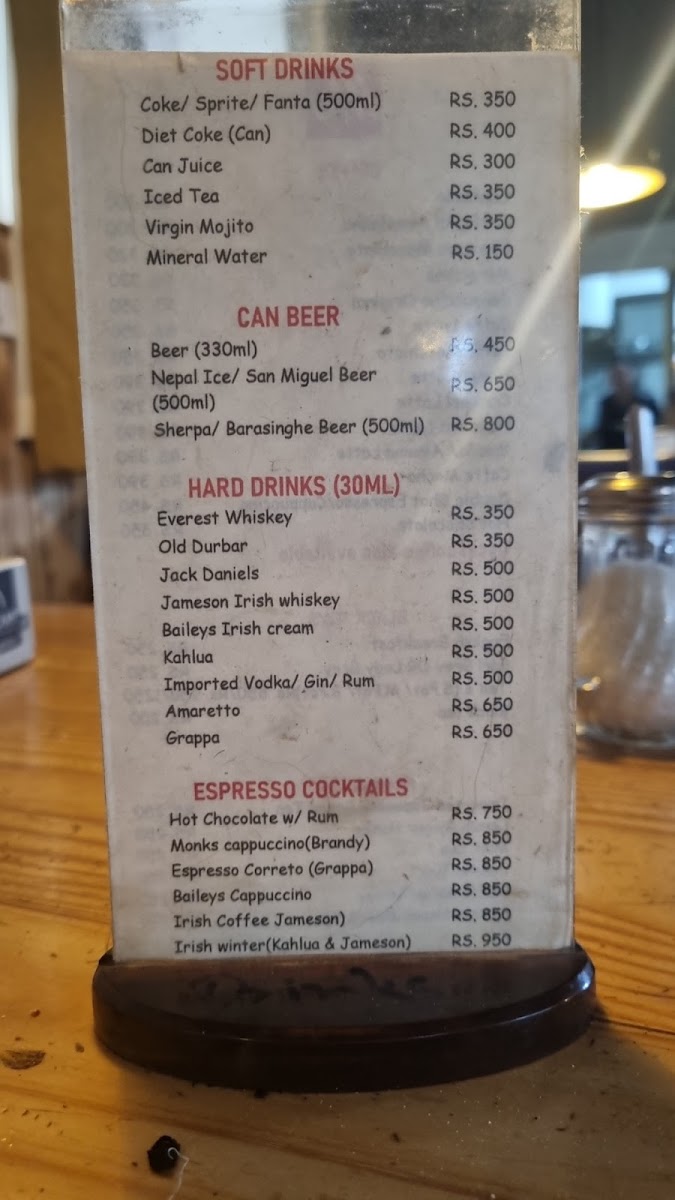 SOFT DRINKS
Coke/ Sprite/ Fanta (500ml) RS. 350
Diet Coke (Can) RS. 400
Can Juice RS. 300
Iced Tea RS. 350
Virgin Mojito RS. 350
Mineral Water RS. 150
CAN BEER
Beer (330ml) RS. 450
Nepal Ice/ San Miguel Beer
(500ml) RS. 650
Sherpa/ Barasinghe Beer (500ml) RS. 800
HARD DRINKS (30ML)
Everest Whiskey RS. 350
Old Durbar RS. 350
Jack Daniels RS. 500
Jameson Irish whiskey RS. 500
Baileys Irish cream RS. 500
Kahlua RS. 500
Imported Vodka/ Gin/ Rum RS. 500
Amaretto RS. 650
Grappa RS. 650
ESPRESSO COCKTAILS
Hot Chocolate w/ Rum RS. 750
Monks cappuccino(Brandy) RS. 850
Espresso Correto (Grappa) RS. 850
Baileys Cappuccino RS. 850
Irish Coffee Jameson) RS. 850
Irish winter(Kahlua & Jameson) RS. 950